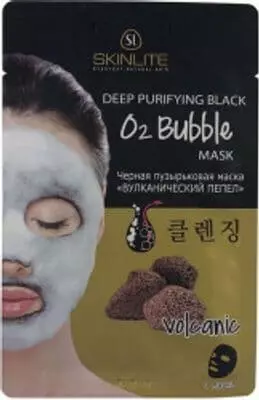 SL
SKINLITE
DEEP PURIFYING BLACK
O2 Bubble
MASK
Черная пузырьковая маска
«ВУЛКАНИЧЕСКИЙ ПЕПЕЛ»
클렌징
volcanic